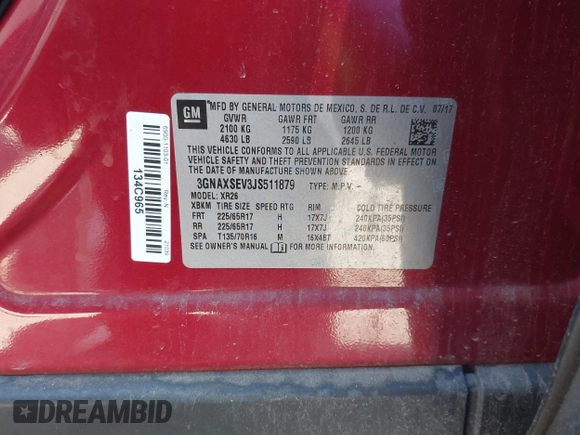 GM
MFD BY GENERAL MOTORS DE MEXICO, S. DE R.L. DE C.V. 07/17
GVWR GAWR FRT GAWR RR
2100 KG 1175 KG 1200 KG
4630 LB 2590 LB 2645 LB
THIS VEHICLE CONFORMS TO ALL APPLICABLE U.S. FEDERAL MOTOR
VEHICLE SAFETY, BUMPER, AND THEFT PREVENTION
STANDARDS IN EFFECT ON THE
DATE OF MANUFACTURE SHOWN ABOVE.
3GNAXSEV3JS511879 TYPE: M.P.V.
MODEL: XR26
XBKM TIRE SIZE SPEED RTG RIM COLD TIRE PRESSURE
FRT 225/65R17 H 17X7J 240KPA(35PSI)
RR 225/65R17 H 17X7J 240KPA(35PSI)
SPA T135/70R16 M 16X4BT 420KPA(60PSI)
SEE OWNER'S MANUAL FOR MORE INFORMATION
134C965
Rev. N
DREAMBID